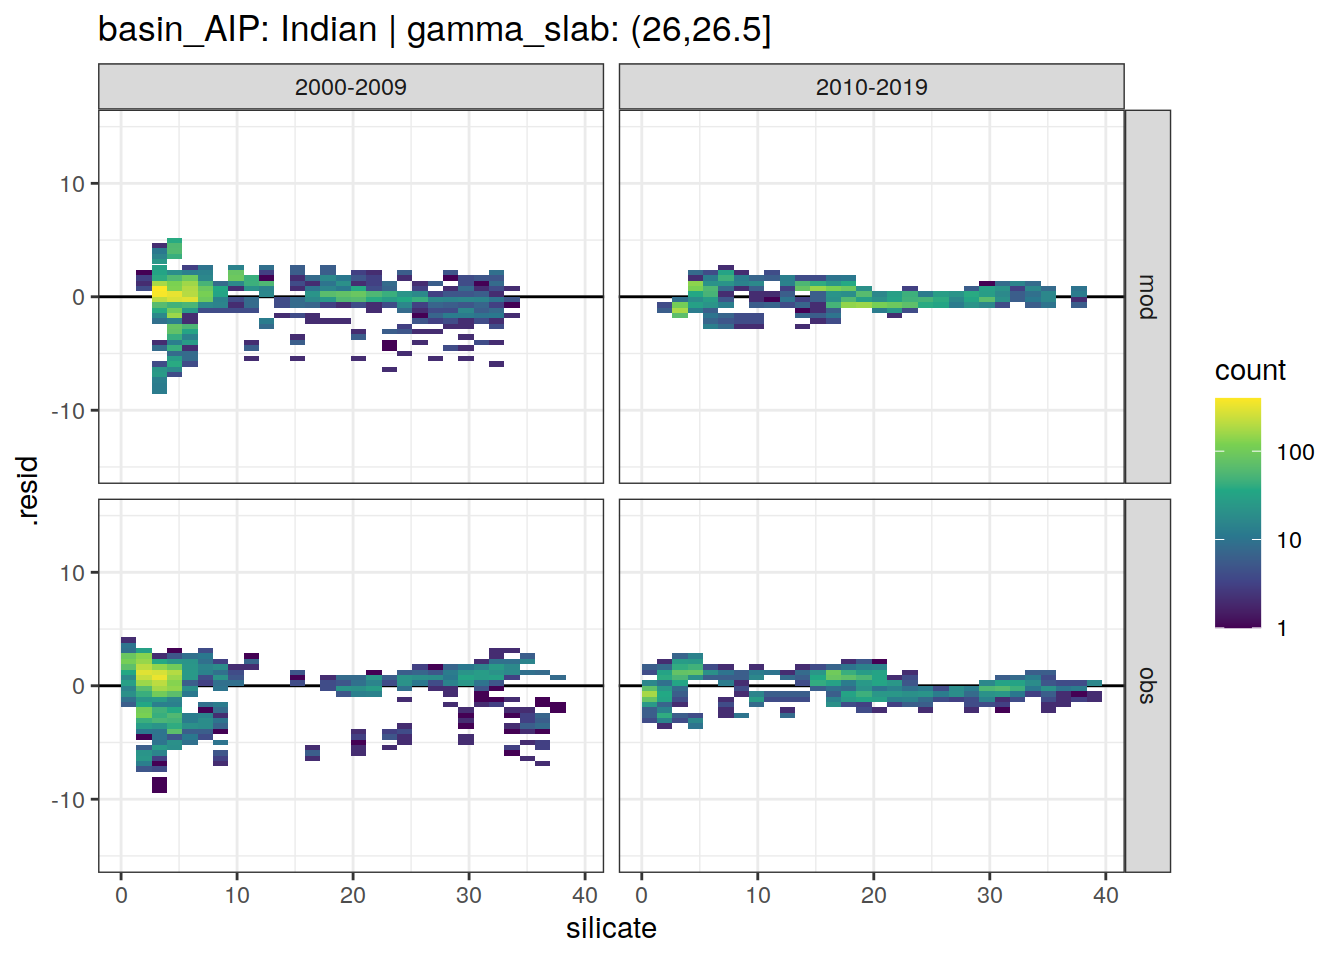 basin_AIP: Indian | gamma_slab: (26,26.5]
2000-2009 2010-2019
10
0
-10
mod
.resid
10
0
-10
obs
0 10 20 30 40 0 10 20 30 40
silicate
count
100
10
1